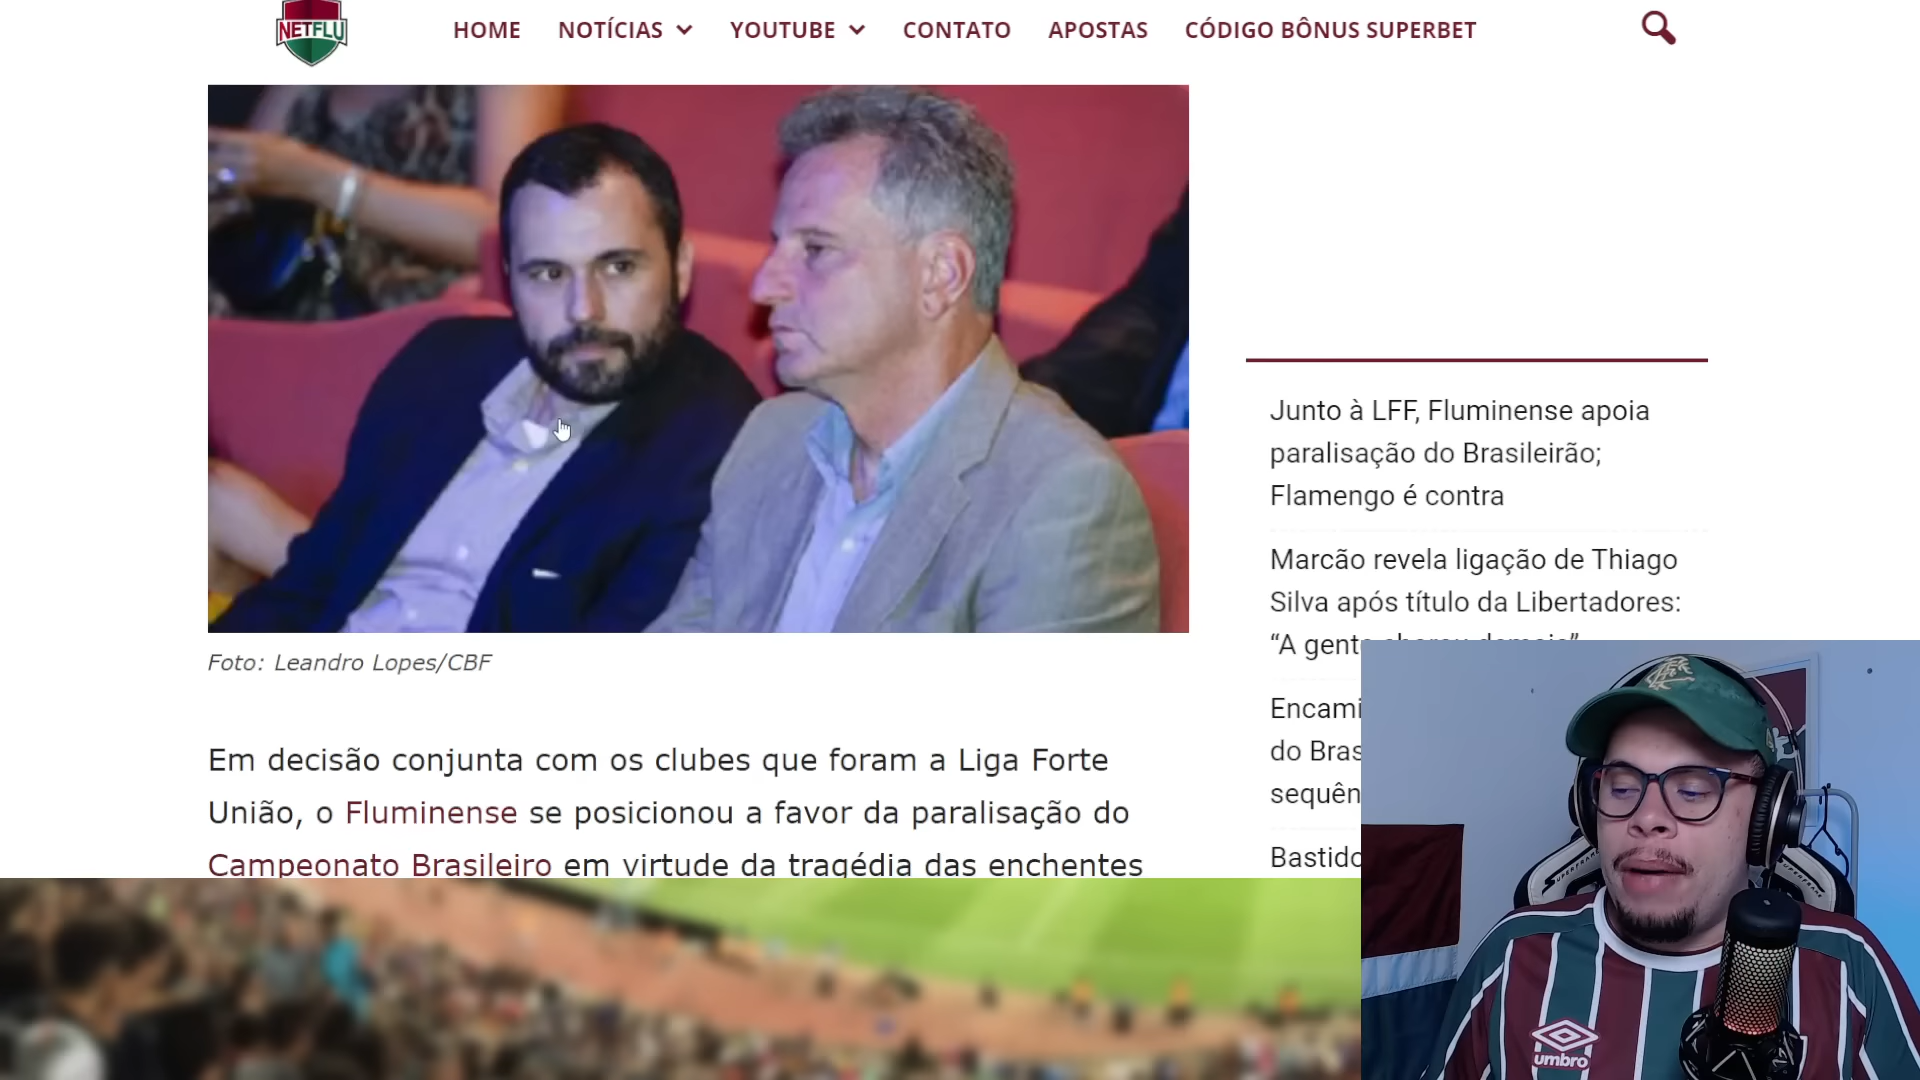 NETFLU
HOME NOTÍCIAS YOUTUBE CONTATO APOSTAS CÓDIGO BÔNUS SUPERBET
Foto: Leandro Lopes/CBF
Em decisão conjunta com os clubes que foram a Liga Forte
União, o Fluminense se posicionou a favor da paralisação do
Campeonato Brasileiro em virtude da tragédia das enchentes
Junto à LFF, Fluminense apoia
paralisação do Brasileirão;
Flamengo é contra
Marcão revela ligação de Thiago
Silva após título da Libertadores:
“A gente chorou demais”
Encami
do Bras
sequên
Bastido
umbro